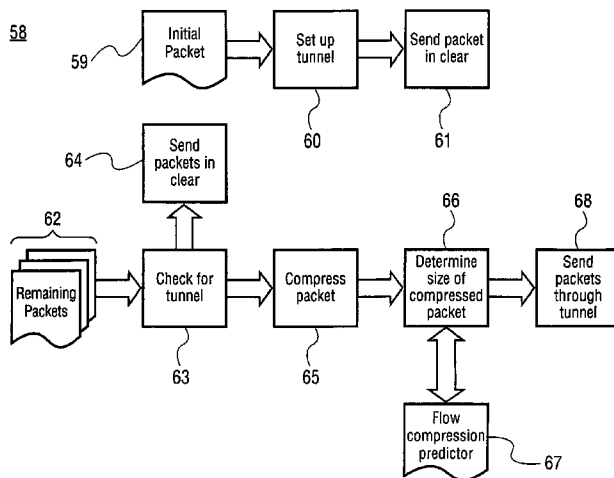 58
59
Initial
Packet
Set up
tunnel
60
Send packet
in clear
61
64
Send
packets in
clear
62
Remaining
Packets
Check for
tunnel
63
Compress
packet
65
66
Determine
size of
compressed
packet
68
Send
packets
through
tunnel
Flow
compression
predictor
67